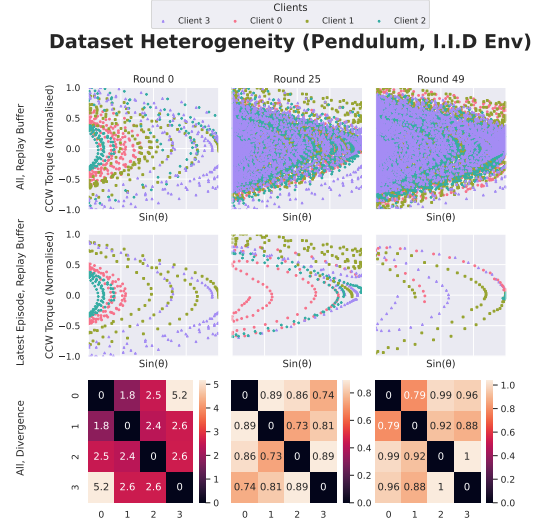 Clients
Client 3 Client 0 Client 1 Client 2
Dataset Heterogeneity (Pendulum, I.I.D Env)
Round 0 Round 25 Round 49
All, Replay Buffer
CCW Torque (Normalised)
1.0
0.5
0.0
−0.5
−1.0
Sin(θ) Sin(θ) Sin(θ)
Latest Episode, Replay Buffer
CCW Torque (Normalised)
1.0
0.5
0.0
−0.5
−1.0
Sin(θ) Sin(θ) Sin(θ)
All, Divergence
0 0 1.8 2.5 5.2
1 1.8 0 2.4 2.6
2 2.5 2.4 0 2.6
3 5.2 2.6 2.6 0
0 1 2 3
5
4
3
2
1
0
0 0.89 0.86 0.74
0.89 0 0.73 0.81
0.86 0.73 0 0.89
0.74 0.81 0.89 0
0 1 2 3
0.8
0.6
0.4
0.2
0.0
0 0.79 0.99 0.96
0.79 0 0.92 0.88
0.99 0.92 0 1
0.96 0.88 1 0
0 1 2 3
1.0
0.8
0.6
0.4
0.2
0.0